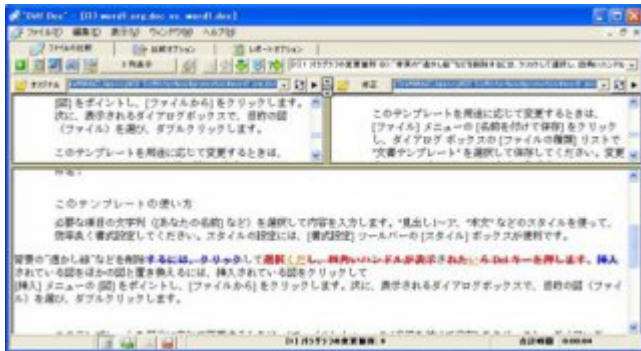 "Diff Doc" - [D1) word1.org.doc vs. word1.doc]
ファイル(F) 編集(E) 表示(V) ウィンドウ(W) ヘルプ(H)
ファイルの比較 比較オプション レポートオプション
オリジナル 修正
[図] をポイントし、[ファイルから] をクリックします。
次に、表示されるダイアログボックスで、目的の図
(ファイル) を選び、ダブルクリックします。
このテンプレートを用途に応じて変更するときは、
このテンプレートを用途に応じて変更するときは、
[ファイル] メニューの [名前を付けて保存] をクリック
し、ダイアログ ボックスの [ファイルの種類] リストで
"文書テンプレート" を選択して保存してください。変更
このテンプレートの使い方
必要な項目の文字列 ([あなたの名前] など) を選択して内容を入力します。"見出し1～3"、"本文" などのスタイルを使って、
効率良く書式設定してください。スタイルの設定には、[書式設定] ツールバーの [スタイル] ボックスが便利です。
背景の"透かし絵"などを削除するには、クリックして選択くだし、四角いハンドルが表示されたいら Del キーを押します。挿入
されている図をほかの図と置き換えるには、挿入されている図をクリックして
[挿入] メニューの [図] をポイントし、[ファイルから] をクリックします。次に、表示されるダイアログボックスで、目的の図 (ファイ
ル) を選び、ダブルクリックします。
合計時間 0:00:04